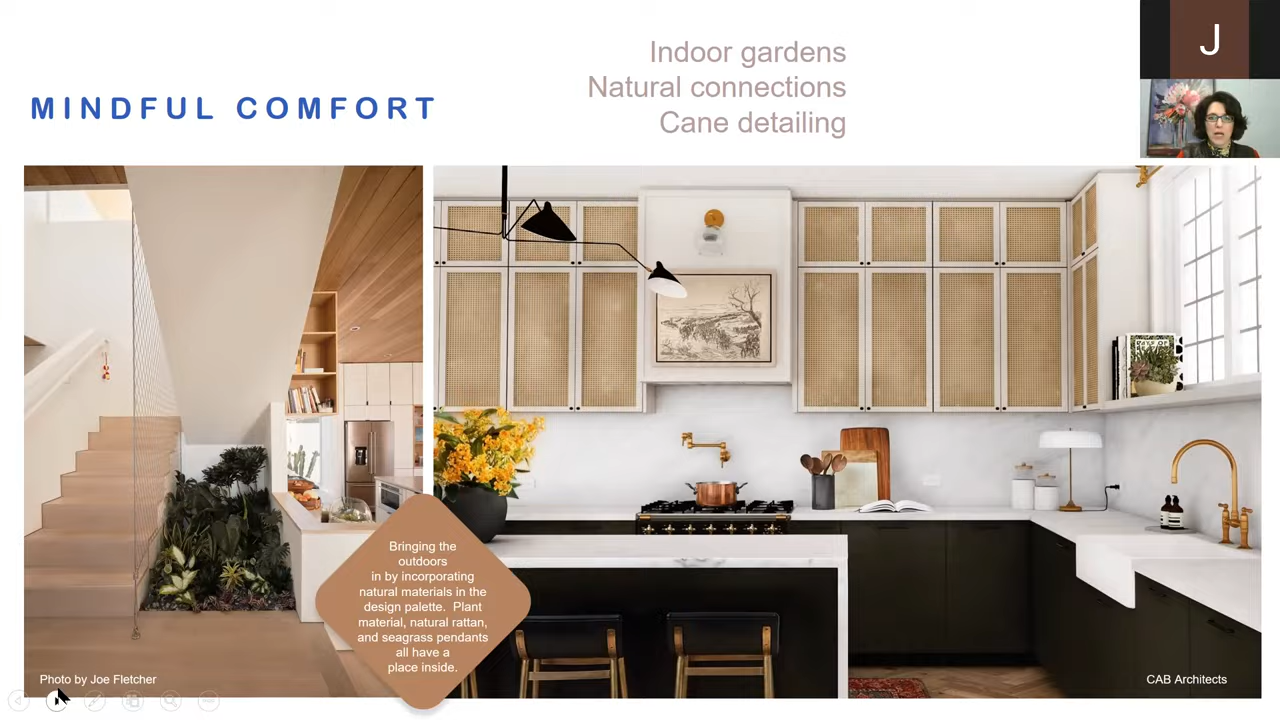 MINDFUL COMFORT
Indoor gardens
Natural connections
Cane detailing
J
Bringing the
outdoors
in by incorporating
natural materials in the
design palette.  Plant
material, natural rattan,
and seagrass pendants
all have a
place inside.
Photo by Joe Fletcher
CAB Architects